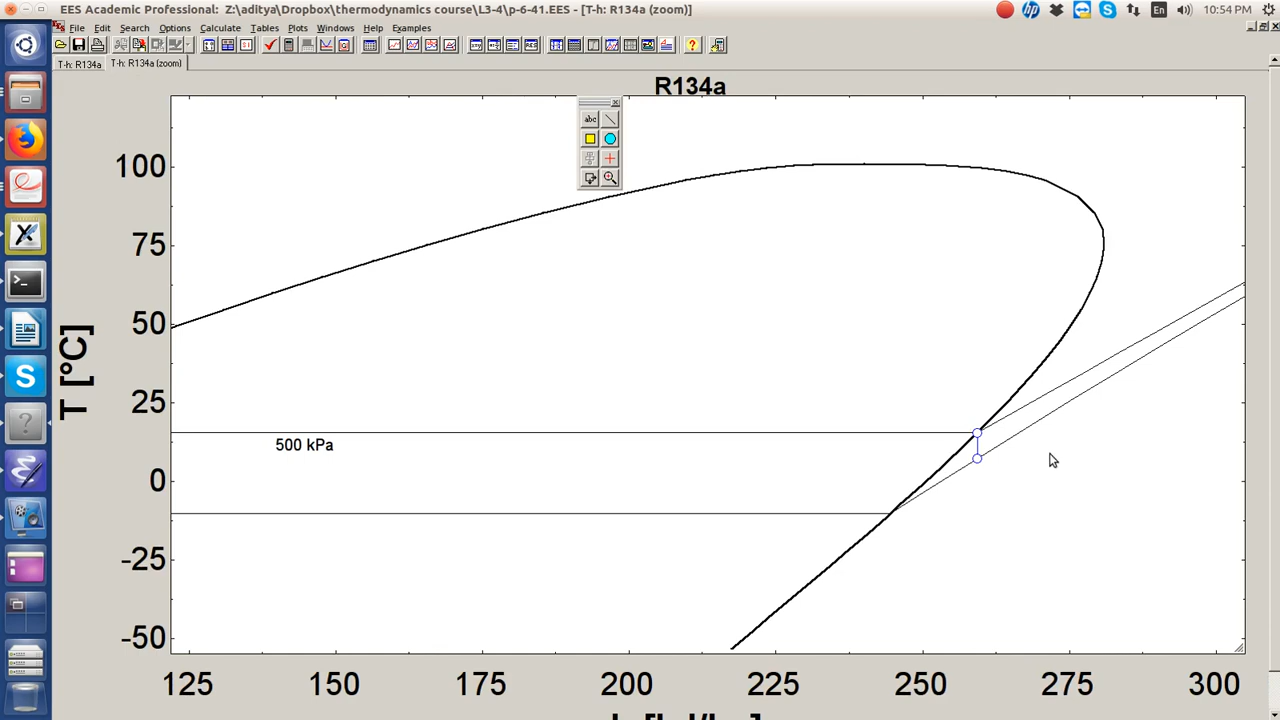 EES Academic Professional: Z:\aditya\Dropbox\thermodynamics course\L3-4\p-6-41.EES - [T-h: R134a (zoom)]
En
10:54 PM
File Edit Search Options Calculate Tables Plots Windows Help Examples
T-h: R134a
T-h: R134a (zoom)
R134a
abc
100
75
50
25
0
-25
-50
T [°C]
500 kPa
125 150 175 200 225 250 275 300